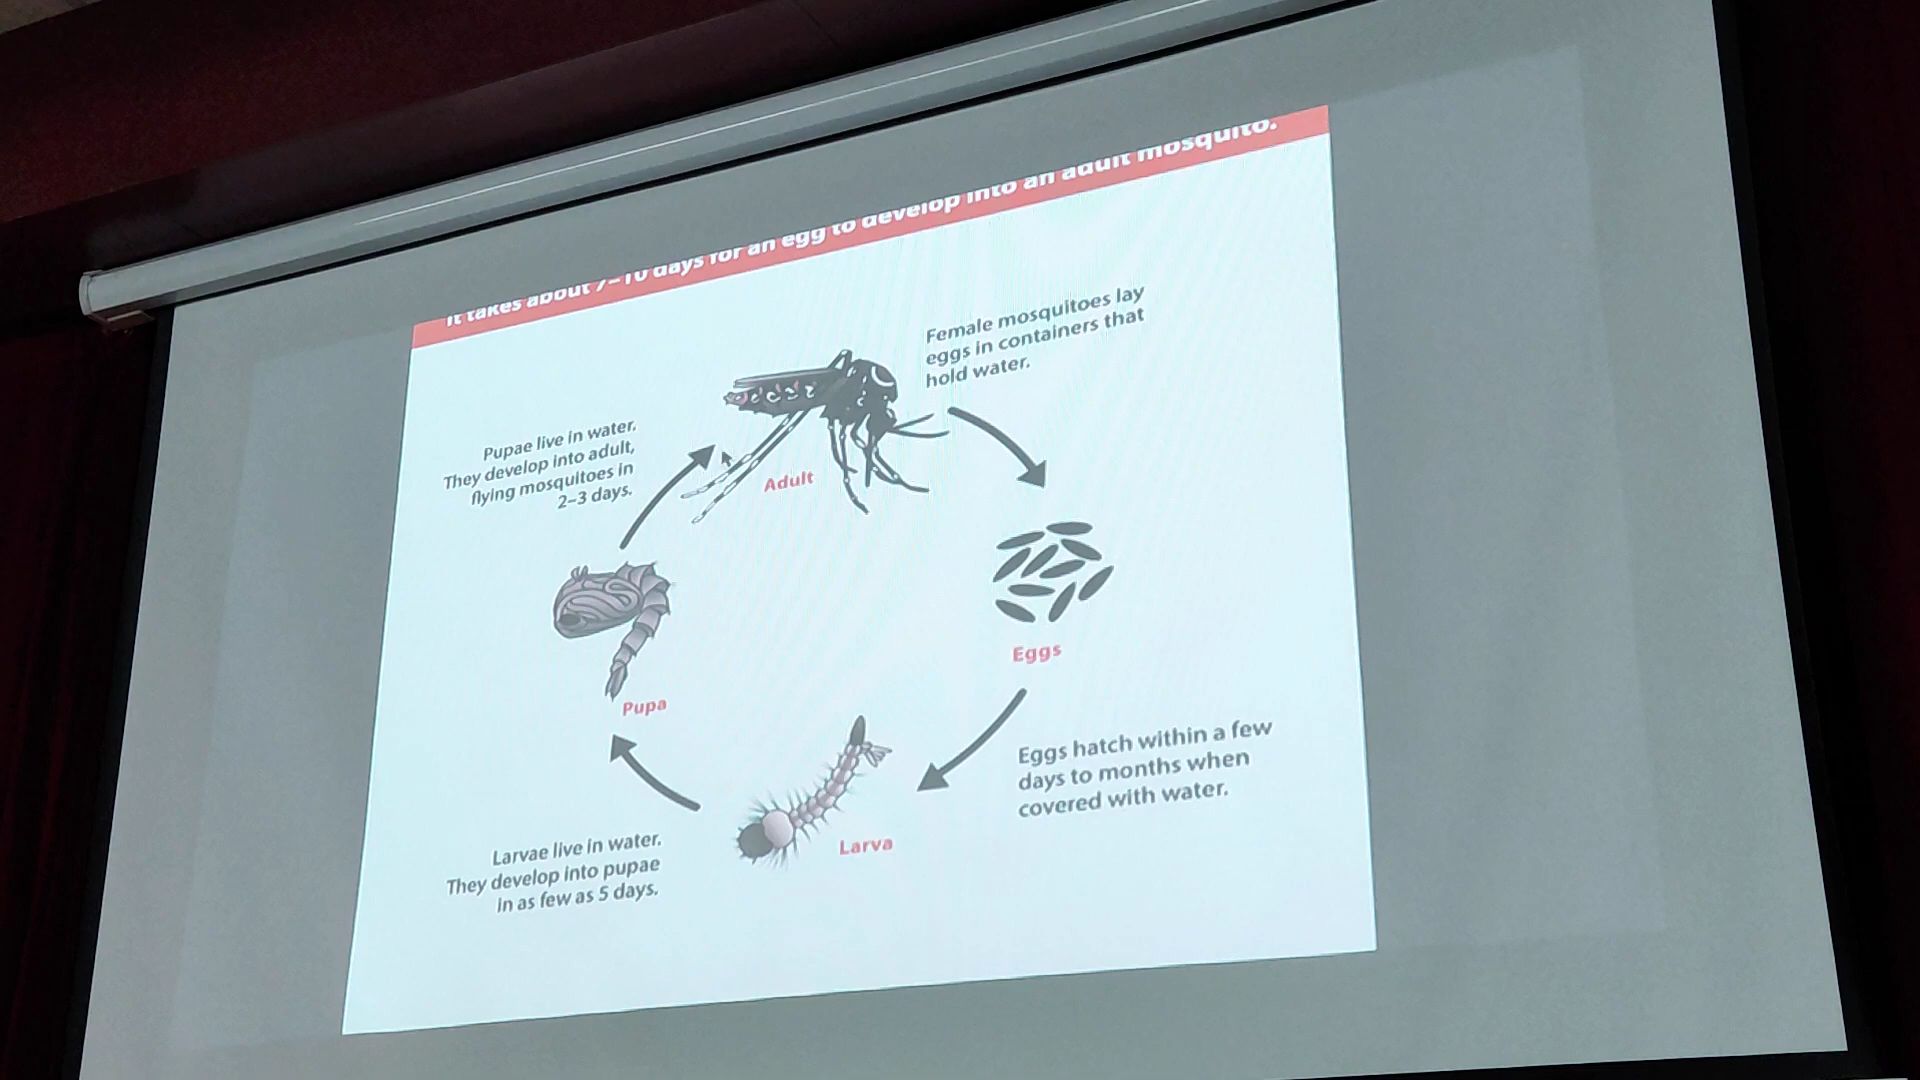 It takes about 7–10 days for an egg to develop into an adult mosquito.
Female mosquitoes lay
eggs in containers that
hold water.
Pupae live in water.
They develop into adult,
flying mosquitoes in
2–3 days.
Adult
Eggs
Pupa
Eggs hatch within a few
days to months when
covered with water.
Larva
Larvae live in water.
They develop into pupae
in as few as 5 days.